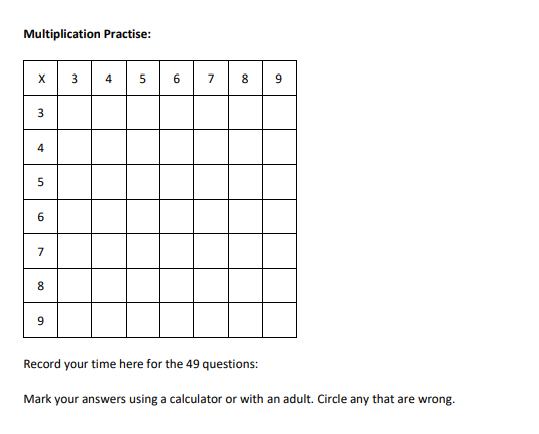 Multiplication Practise:
X 3 4 5 6 7 8 9
3
4
5
6
7
8
9
Record your time here for the 49 questions:
Mark your answers using a calculator or with an adult. Circle any that are wrong.